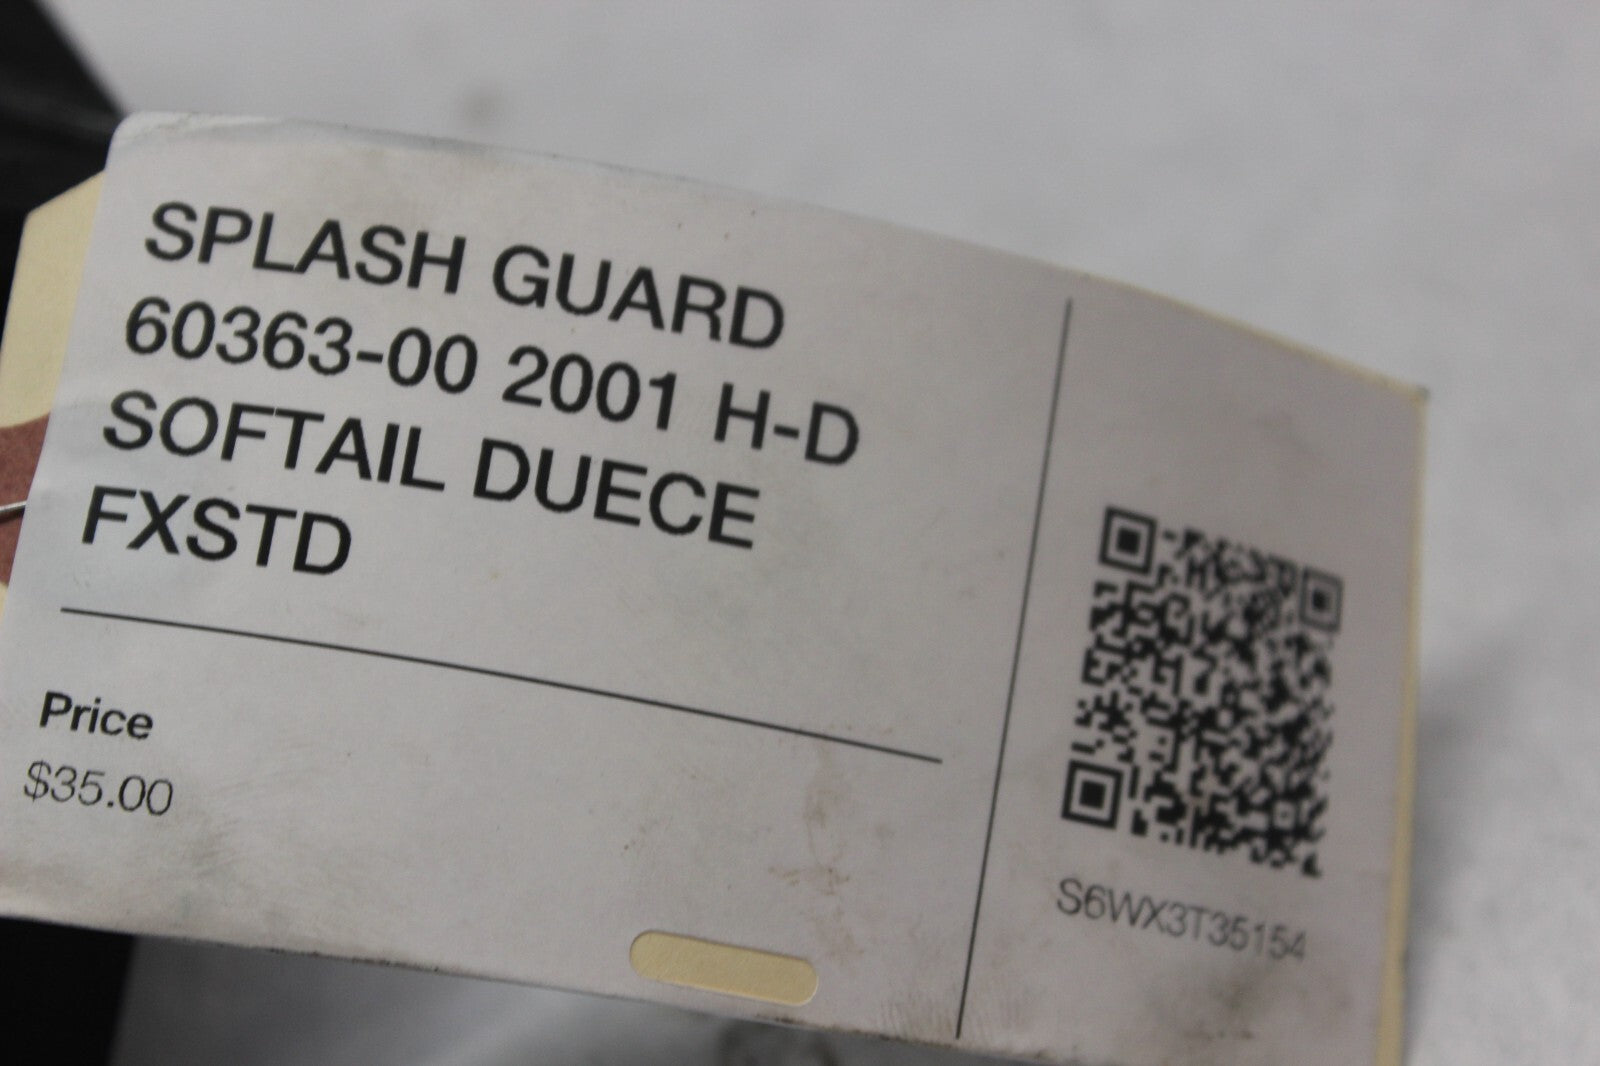 SPLASH GUARD
60363-00 2001 H-D
SOFTAIL DUECE
FXSTD
Price
$35.00
S6WX3T35154